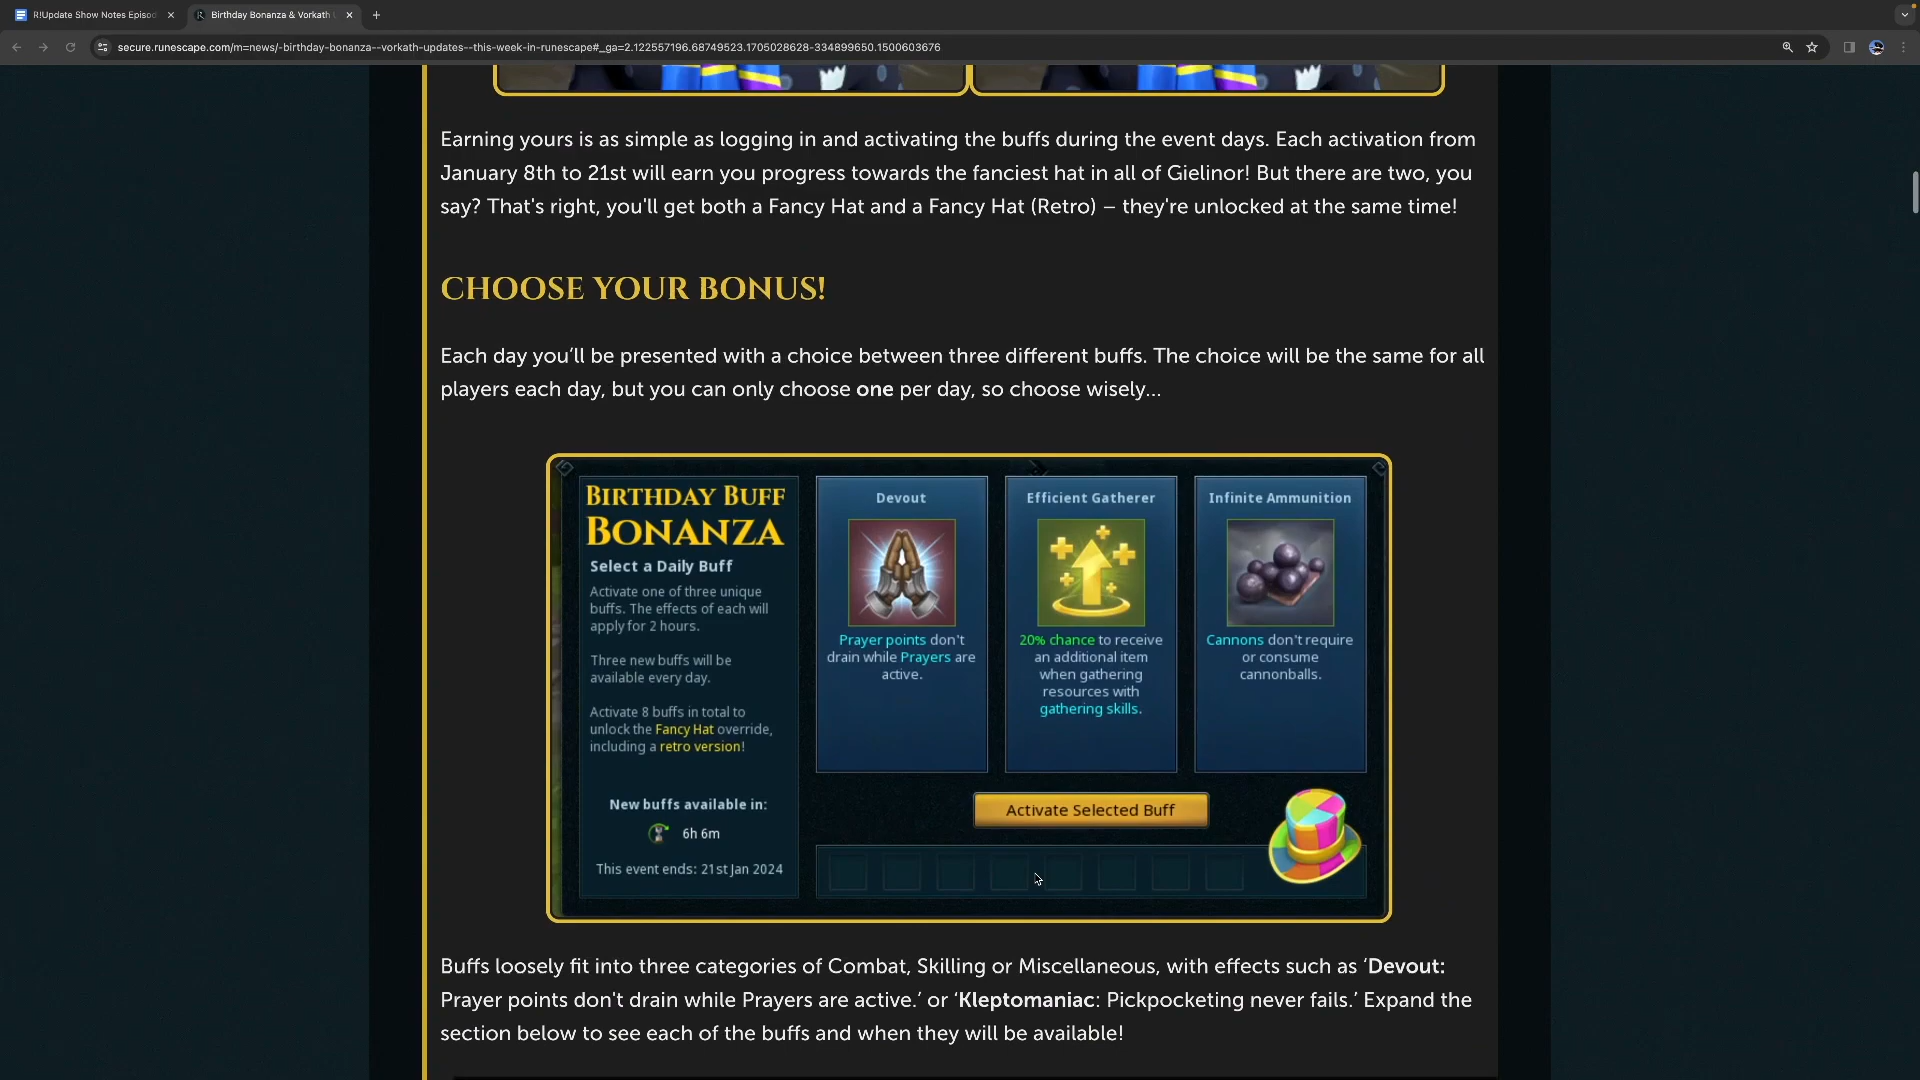 R!Update Show Notes Episod
Birthday Bonanza & Vorkath
secure.runescape.com/m=news/-birthday-bonanza--vorkath-updates--this-week-in-runescape#_ga=2.122557196.68749523.1705028628-334899650.1500603676
Earning yours is as simple as logging in and activating the buffs during the event days. Each activation from
January 8th to 21st will earn you progress towards the fanciest hat in all of Gielinor! But there are two, you
say? That's right, you'll get both a Fancy Hat and a Fancy Hat (Retro) – they're unlocked at the same time!
CHOOSE YOUR BONUS!
Each day you’ll be presented with a choice between three different buffs. The choice will be the same for all
players each day, but you can only choose one per day, so choose wisely…
BIRTHDAY BUFF
BONANZA
Select a Daily Buff
Activate one of three unique
buffs. The effects of each will
apply for 2 hours.
Three new buffs will be
available every day.
Activate 8 buffs in total to
unlock the Fancy Hat override,
including a retro version!
New buffs available in:
6h 6m
This event ends: 21st Jan 2024
Devout
Prayer points don't
drain while Prayers are
active.
Efficient Gatherer
20% chance to receive
an additional item
when gathering
resources with
gathering skills.
Infinite Ammunition
Cannons don't require
or consume
cannonballs.
Activate Selected Buff
Buffs loosely fit into three categories of Combat, Skilling or Miscellaneous, with effects such as ‘Devout:
Prayer points don't drain while Prayers are active.’ or ‘Kleptomaniac: Pickpocketing never fails.’ Expand the
section below to see each of the buffs and when they will be available!